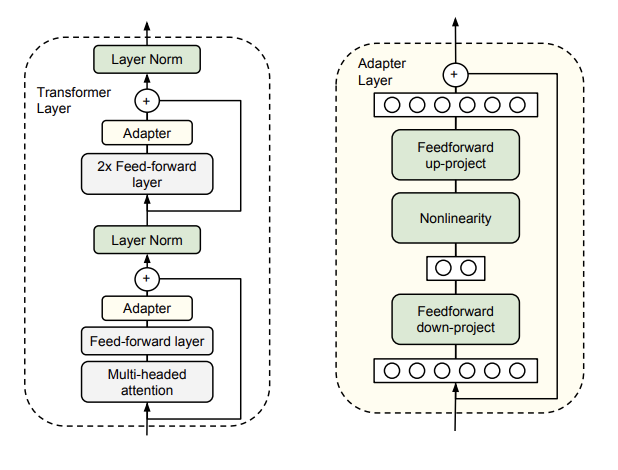 Layer Norm
Transformer
Layer
+
Adapter
2x Feed-forward
layer
Layer Norm
+
Adapter
Feed-forward layer
Multi-headed
attention
Adapter
Layer
+
Feedforward
up-project
Nonlinearity
Feedforward
down-project